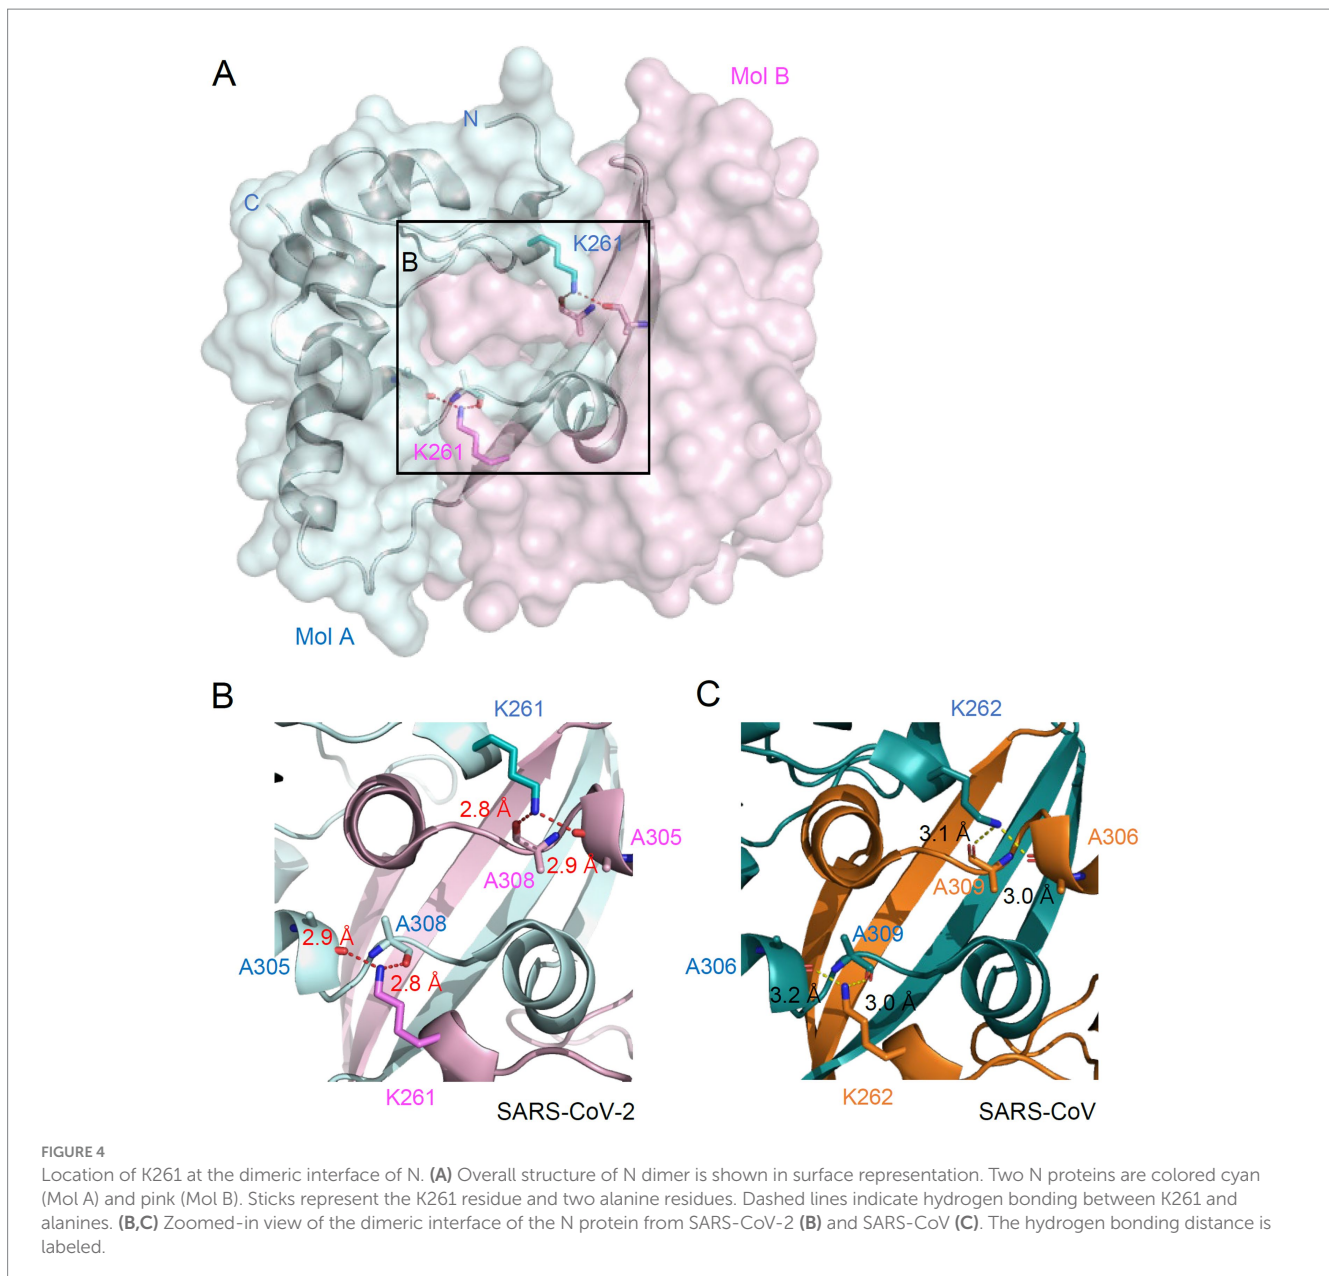 A
Mol B
N
C
K261
B
K261
Mol A
B
K261
2.8 Å
A305
A308
2.9 Å
A308
2.9 Å
A305
2.8 Å
K261
SARS-CoV-2
C
K262
3.1 Å
A306
A309
3.0 Å
A309
A306
3.2 Å
3.0 Å
K262
SARS-CoV
FIGURE 4
Location of K261 at the dimeric interface of N. (A) Overall structure of N dimer is shown in surface representation. Two N proteins are colored cyan
(Mol A) and pink (Mol B). Sticks represent the K261 residue and two alanine residues. Dashed lines indicate hydrogen bonding between K261 and
alanines. (B,C) Zoomed-in view of the dimeric interface of the N protein from SARS-CoV-2 (B) and SARS-CoV (C). The hydrogen bonding distance is
labeled.